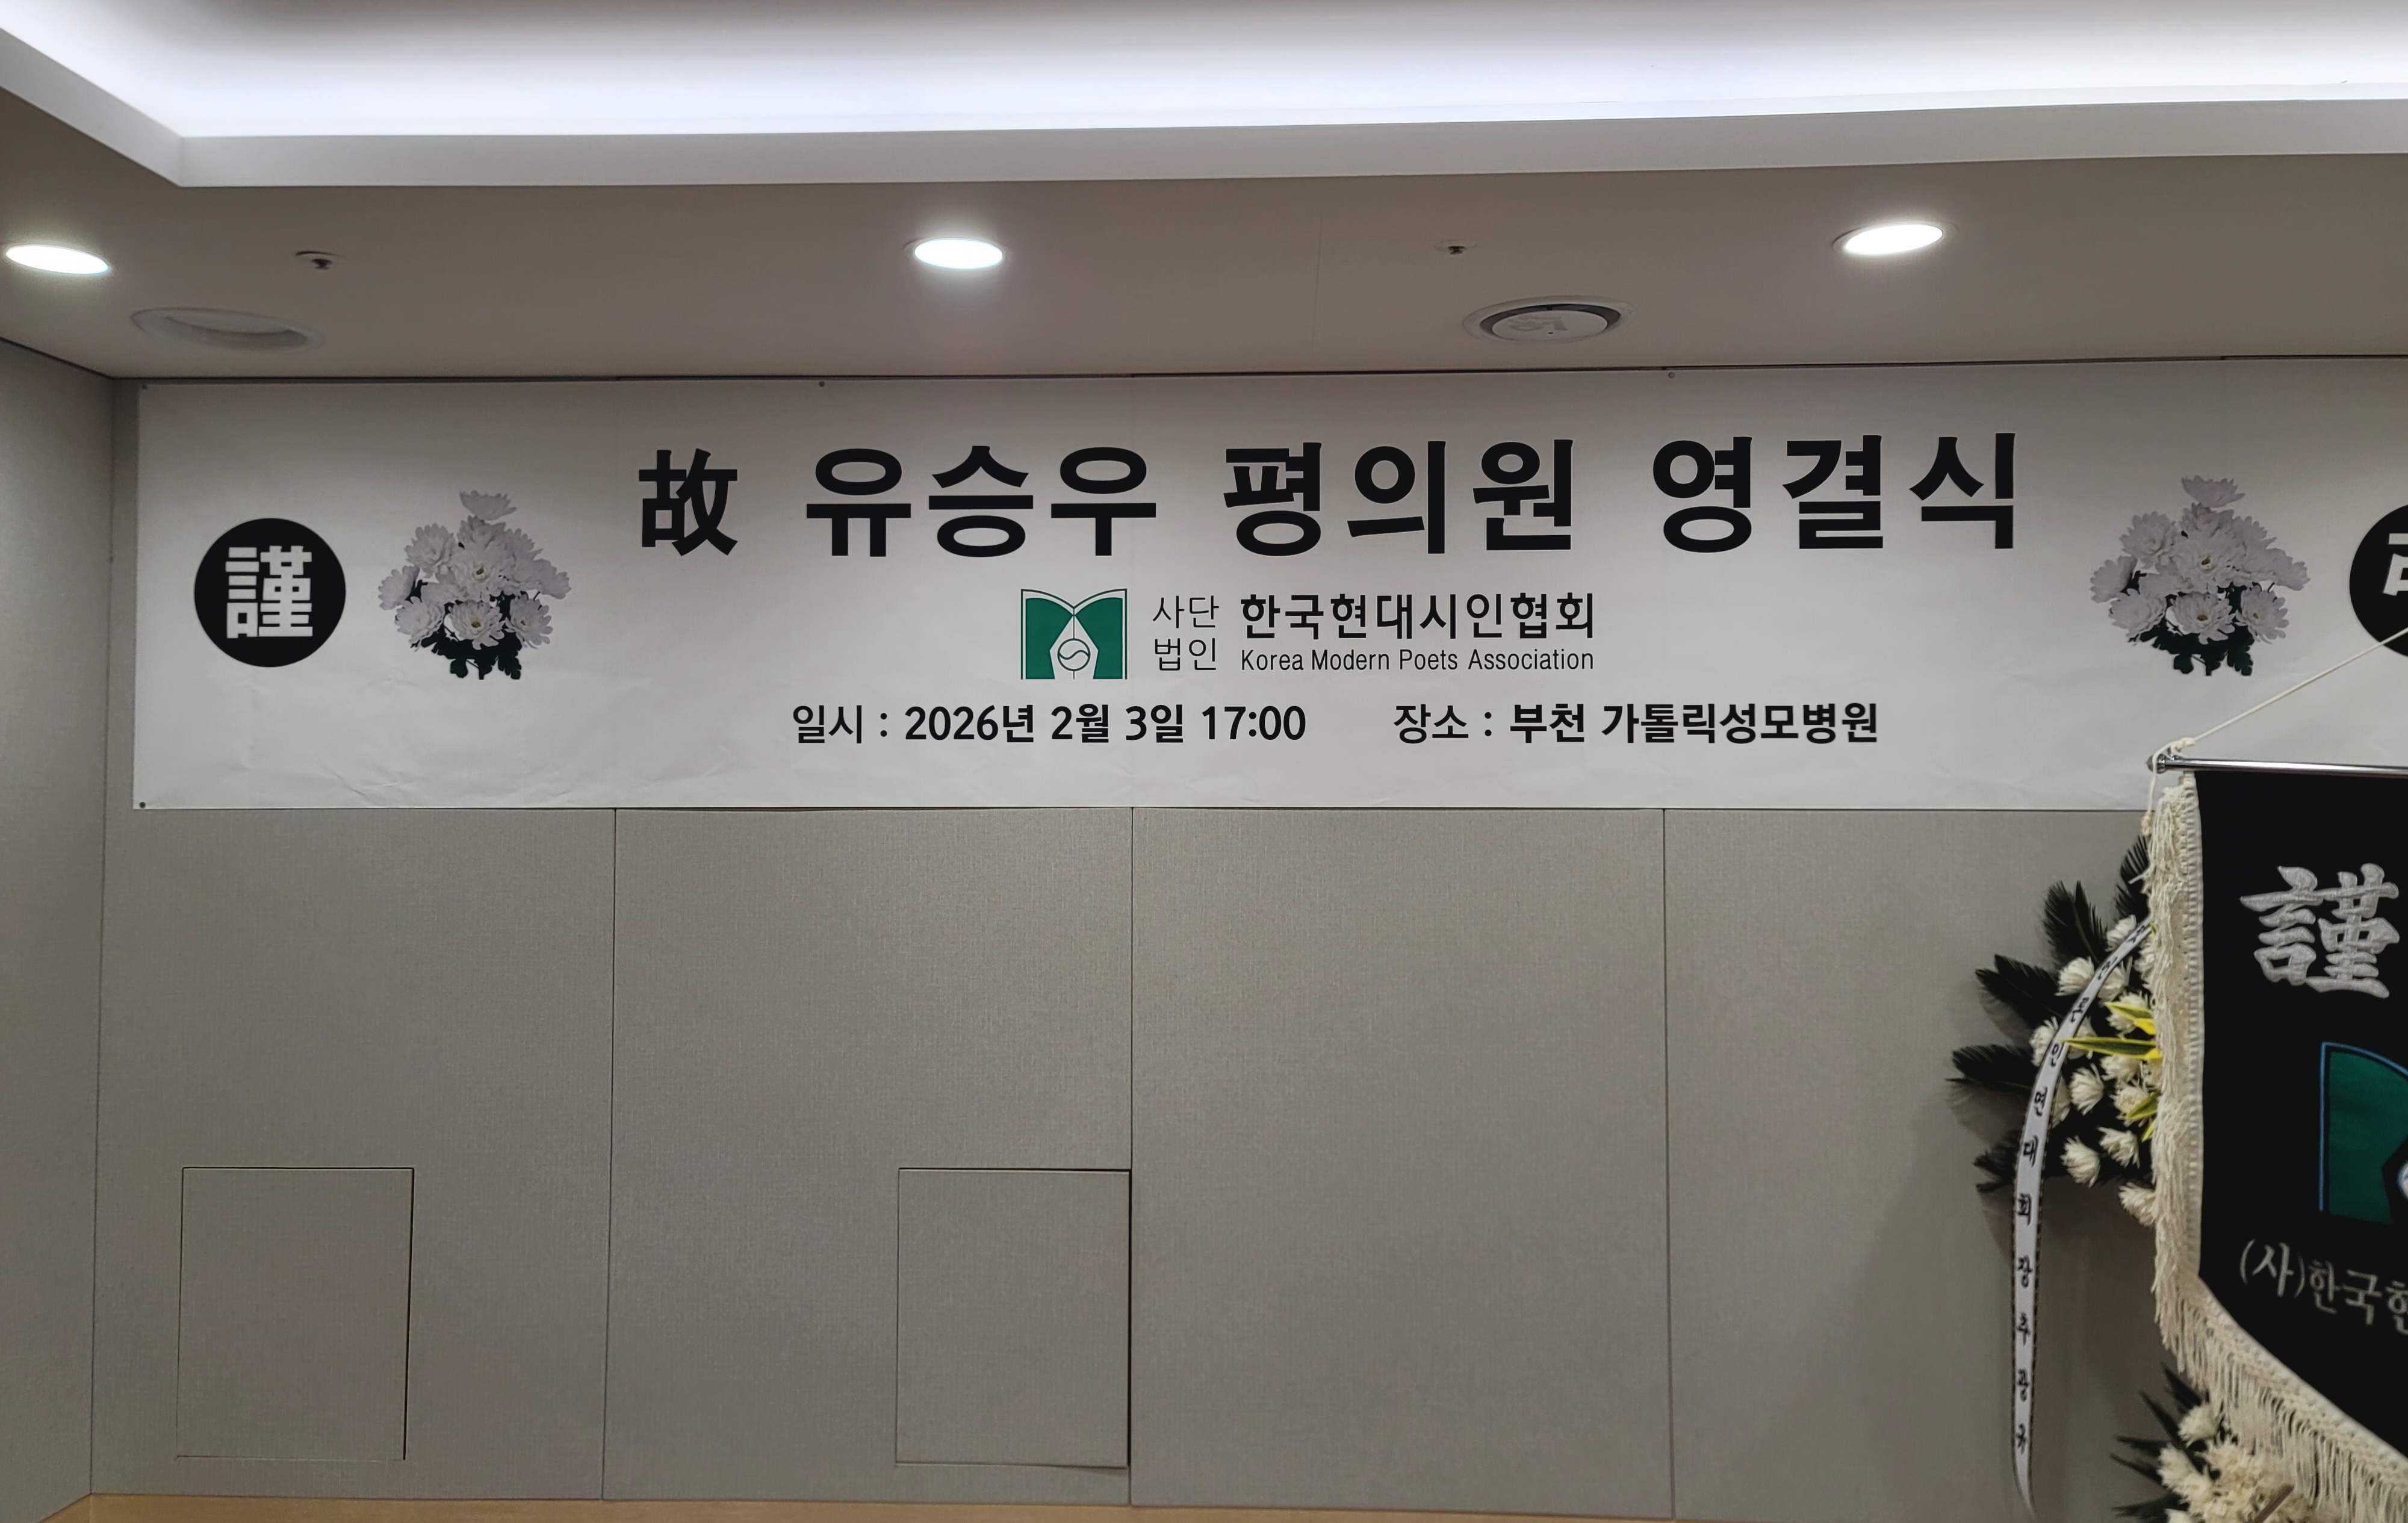 謹
故 유승우 평의원 영결식
사단법인 한국현대시인협회
Korea Modern Poets Association
일시 : 2026년 2월 3일 17:00 장소 : 부천 가톨릭성모병원
謹
(사)한국현